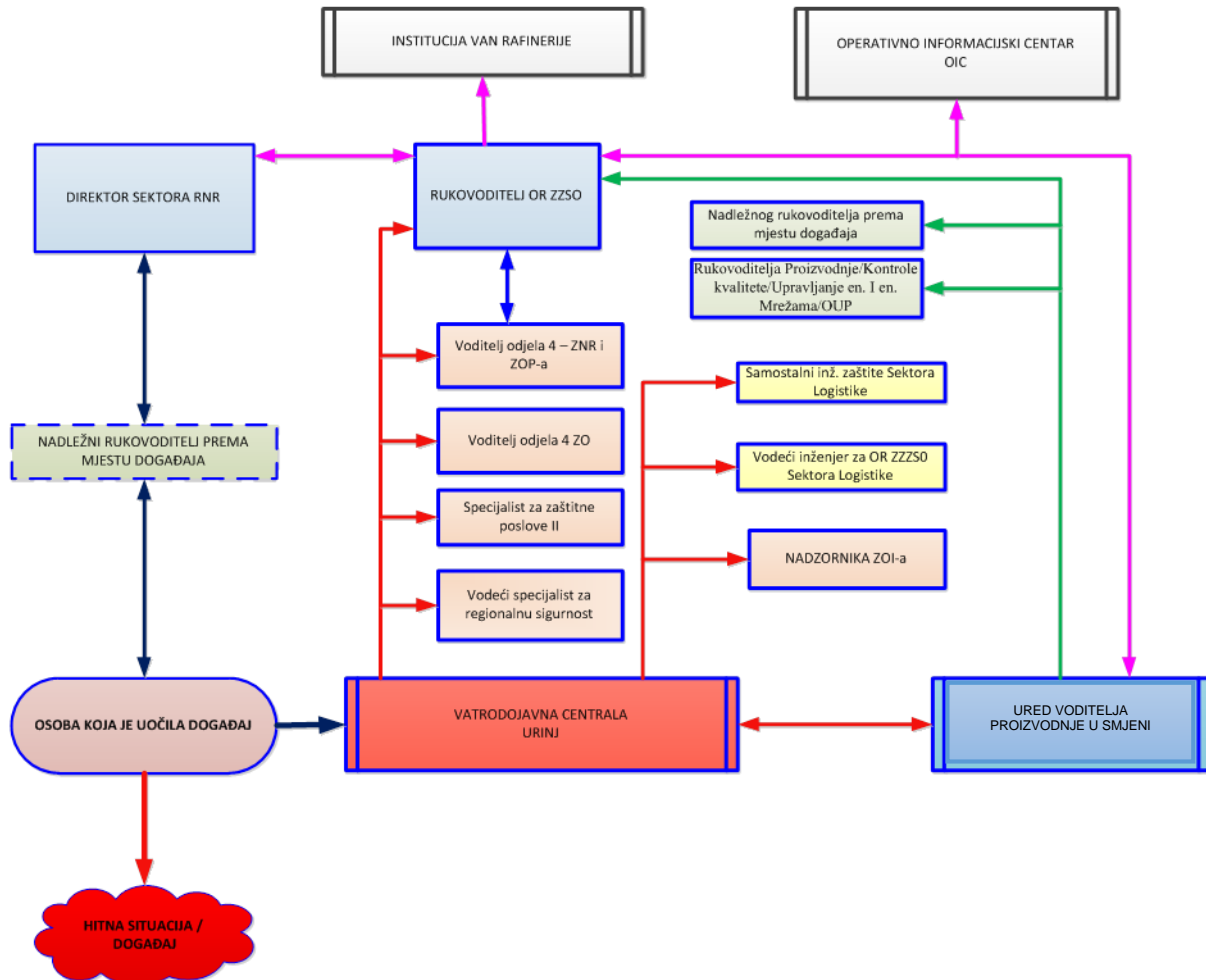 INSTITUCIJA VAN RAFINERIJE
OPERATIVNO INFORMACIJSKI CENTAR
OIC
DIREKTOR SEKTORA RNR
RUKOVODITELJ OR ZZSO
Nadležnog rukovoditelja prema
mjestu događaja
Rukovoditelja Proizvodnje/Kontrole
kvalitete/Upravljanje en. I en.
Mrežama/OUP
Voditelj odjela 4 – ZNR i
ZOP-a
Samostalni inž. zaštite Sektora
Logistike
NADLEŽNI RUKOVODITELJ PREMA
MJESTU DOGAĐAJA
Voditelj odjela 4 ZO
Vodeći inženjer za OR ZZZS0
Sektora Logistike
Specijalist za zaštitne
poslove II
NADZORNIKA ZOI-a
Vodeći specijalist za
regionalnu sigurnost
OSOBA KOJA JE UOČILA DOGAĐAJ
VATRODOJAVNA CENTRALA
URINJ
URED VODITELJA
PROIZVODNJE U SMJENI
HITNA SITUACIJA /
DOGAĐAJ